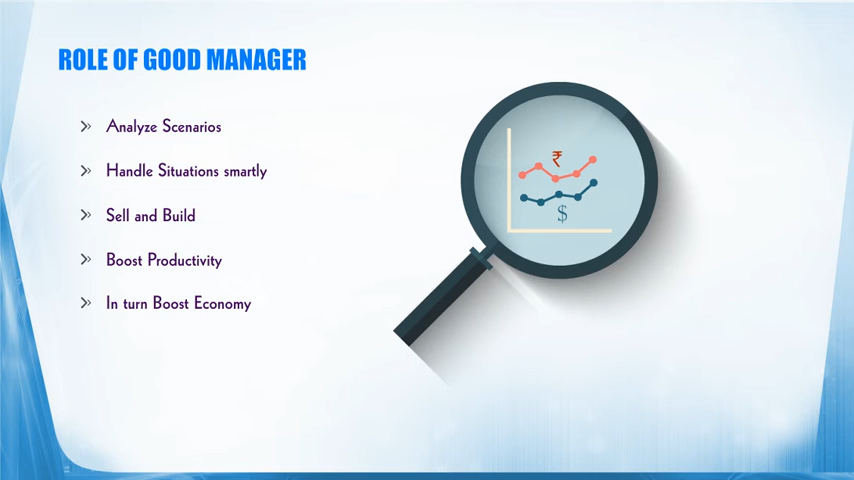 ROLE OF GOOD MANAGER
Analyze Scenarios
Handle Situations smartly
Sell and Build
Boost Productivity
In turn Boost Economy
₹
$